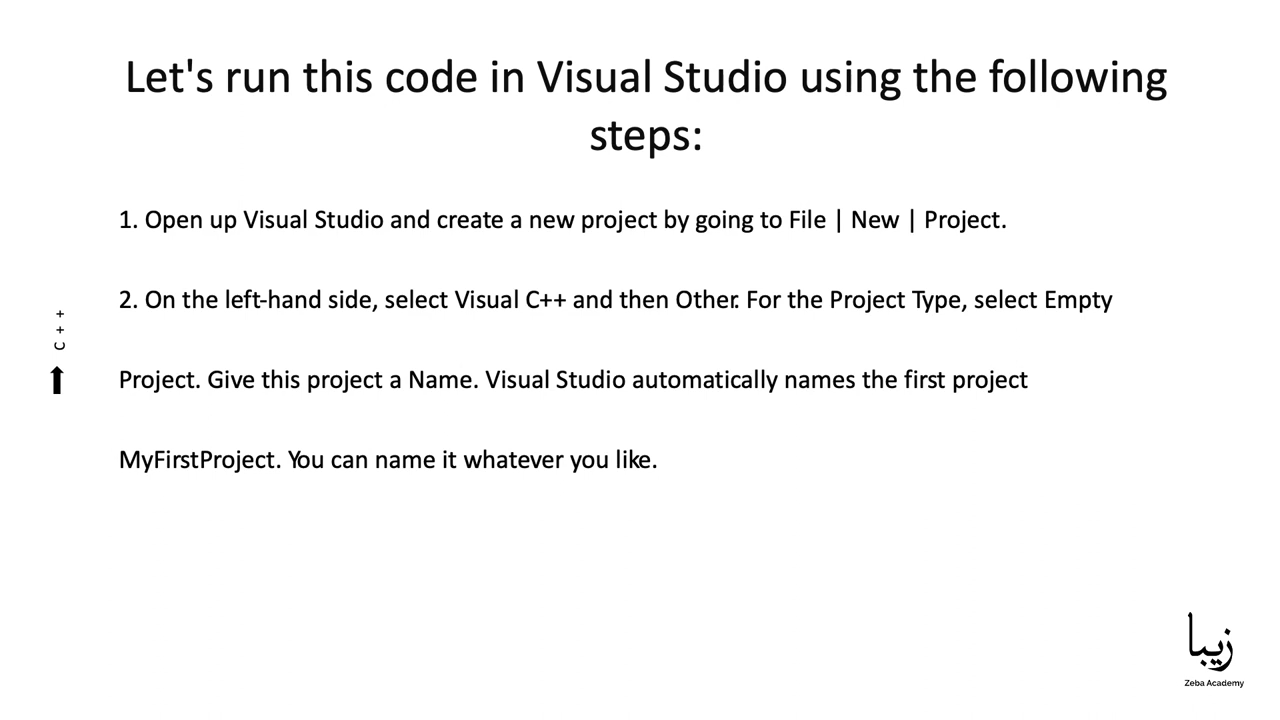 Let's run this code in Visual Studio using the following
steps:
1. Open up Visual Studio and create a new project by going to File | New | Project.
2. On the left-hand side, select Visual C++ and then Other. For the Project Type, select Empty
Project. Give this project a Name. Visual Studio automatically names the first project
MyFirstProject. You can name it whatever you like.
C++
زیبا
Zeba Academy